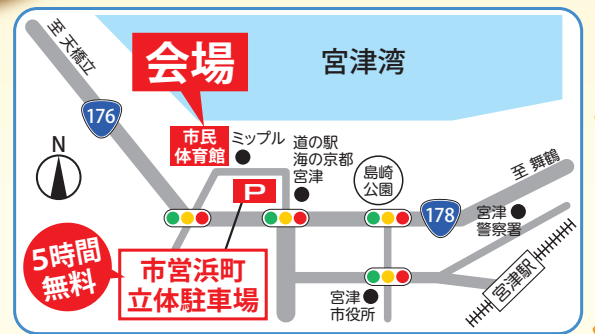 至 天橋立
会場
宮津湾
176
N
市民
体育館
ミップル
道の駅
海の京都
宮津
島崎
公園
至 舞鶴
P
178
宮津
警察署
5時間
無料
市営浜町
立体駐車場
宮津
市役所
宮津駅